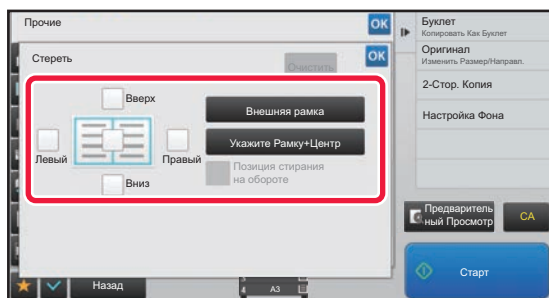 Прочие
OK
Стереть
OK
Очистить
Вверх
Внешняя рамка
Укажите Рамку+Центр
Левый
Правый
Позиция стирания
на обороте
Вниз
Назад
3
4
A3
Буклет
Копировать Как Буклет
Оригинал
Изменить Размер/Направл.
2-Стор. Копия
Настройка Фона
Предваритель
ный Просмотр
CA
Старт